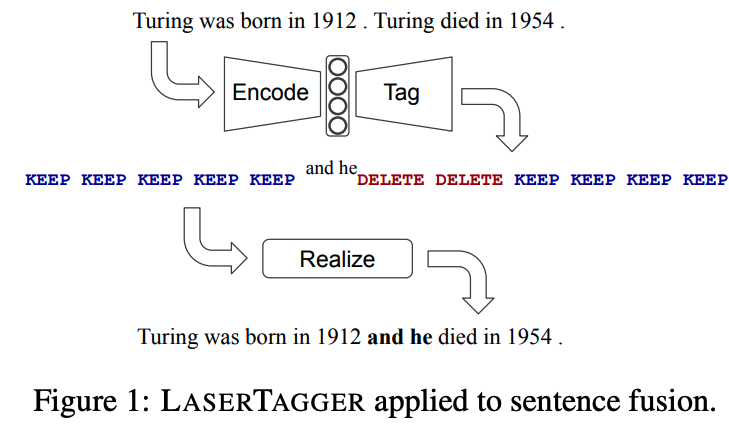 Turing was born in 1912 . Turing died in 1954 .
Encode Tag
KEEP KEEP KEEP KEEP KEEP and he DELETE DELETE KEEP KEEP KEEP KEEP
Realize
Turing was born in 1912 and he died in 1954 .
Figure 1: LASERTAGGER applied to sentence fusion.